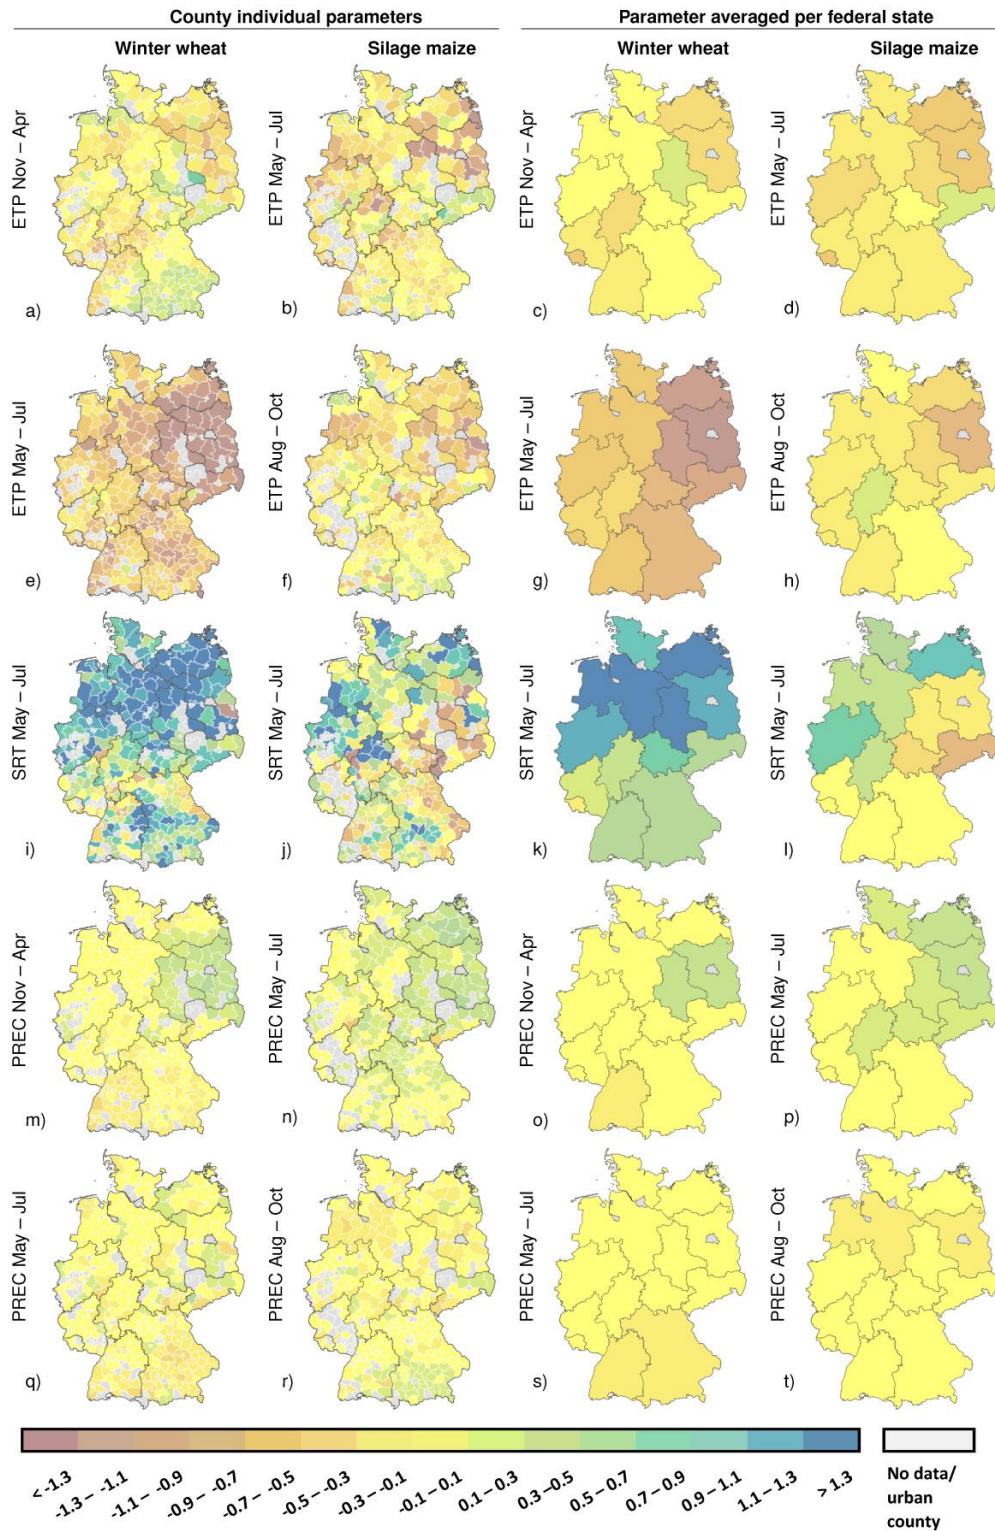 County individual parameters Parameter averaged per federal state
Winter wheat Silage maize Winter wheat Silage maize
ETP Nov – Apr ETP May – Jul ETP Nov – Apr ETP May – Jul
a) b) c) d)
ETP May – Jul ETP Aug – Oct ETP May – Jul ETP Aug – Oct
e) f) g) h)
SRT May – Jul SRT May – Jul SRT May – Jul SRT May – Jul
i) j) k) l)
PREC Nov – Apr PREC May – Jul PREC Nov – Apr PREC May – Jul
m) n) o) p)
PREC May – Jul PREC Aug – Oct PREC May – Jul PREC Aug – Oct
q) r) s) t)
< -1.3 -1.3 – -1.1 -1.1 – -0.9 -0.9 – -0.7 -0.7 – -0.5 -0.5 – -0.3 -0.3 – -0.1 -0.1 – 0.1 0.1 – 0.3 0.3–0.5 0.5 – 0.7 0.7 – 0.9 0.9 – 1.1 1.1 – 1.3 > 1.3 No data/
urban
county